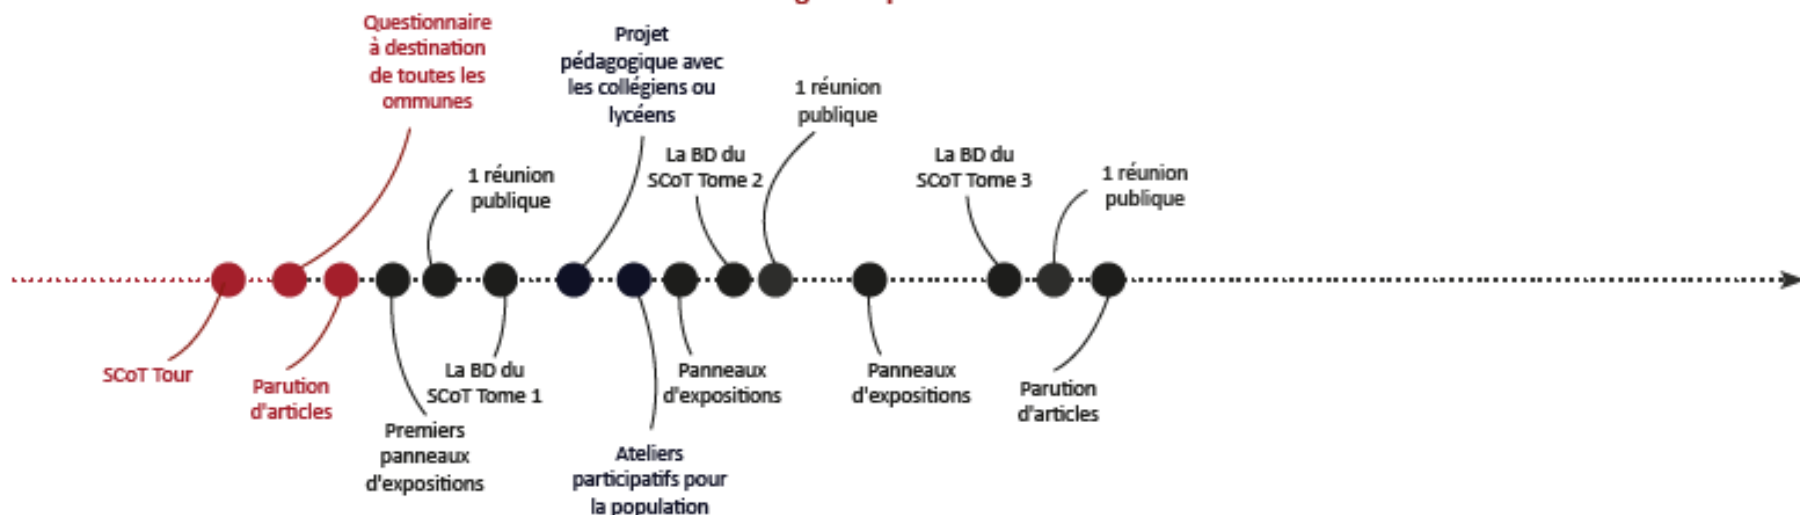 Questionnaire
à destination
de toutes les
ommunes
Projet
pédagogique avec
les collégiens ou
lycéens
1 réunion
publique
La BD du
SCoT Tome 2
1 réunion
publique
La BD du
SCoT Tome 3
1 réunion
publique
SCoT Tour
Parution
d'articles
Premiers
panneaux
d'expositions
La BD du
SCoT Tome 1
Ateliers
participatifs pour
la population
Panneaux
d'expositions
Panneaux
d'expositions
Parution
d'articles